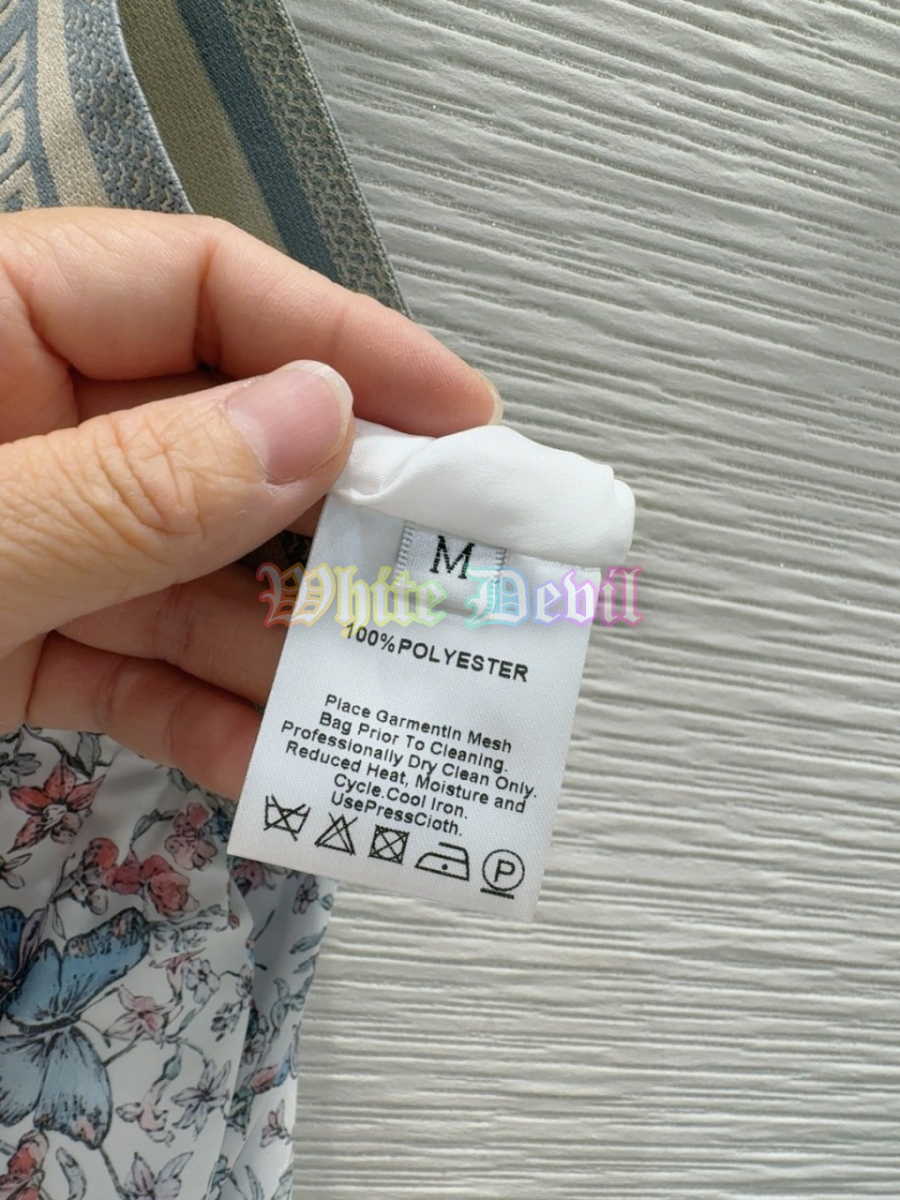 M
White Devil
100%POLYESTER
Place GarmentIn Mesh
Bag Prior To Cleaning.
Professionally Dry Clean Only.
Reduced Heat, Moisture and
Cycle.Cool Iron.
UsePressCloth.
P